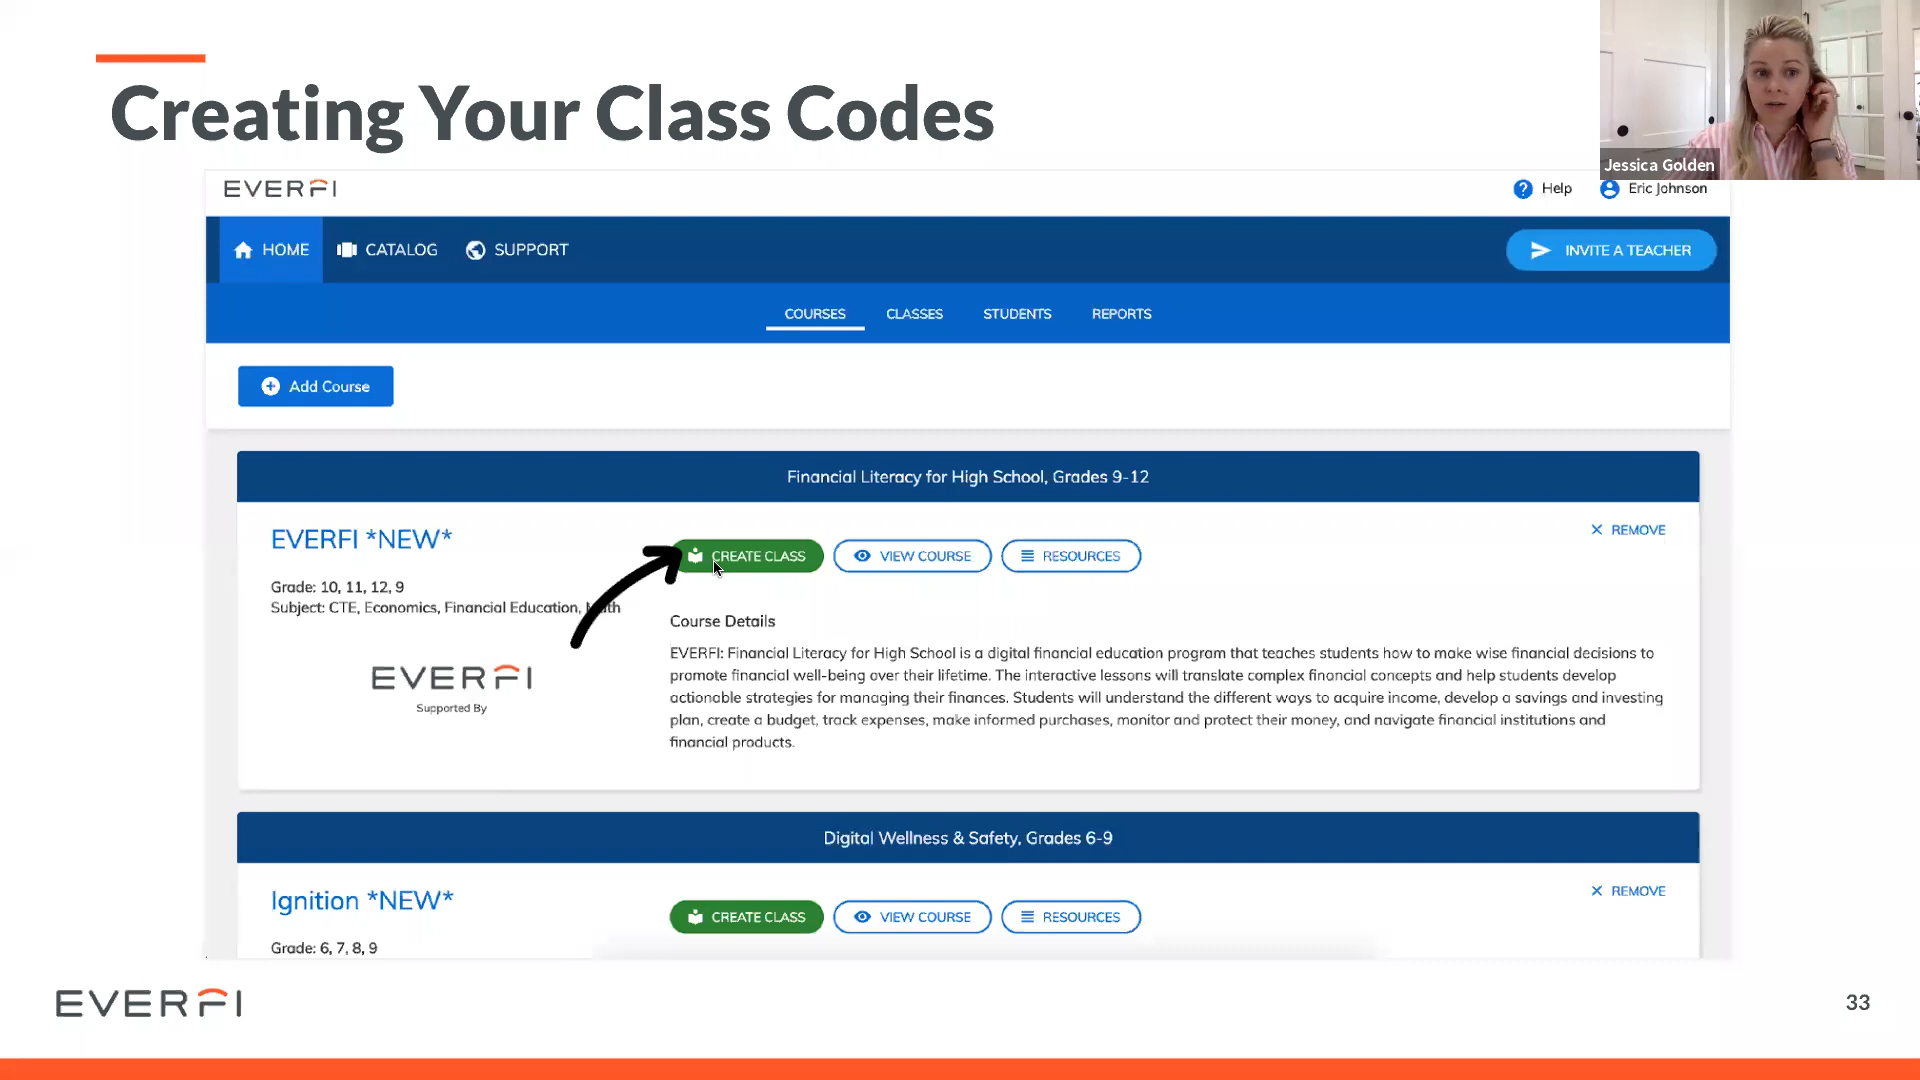 Creating Your Class Codes
Jessica Golden
EVERFI
Help
Eric Johnson
HOME
CATALOG
SUPPORT
INVITE A TEACHER
COURSES
CLASSES
STUDENTS
REPORTS
Add Course
Financial Literacy for High School, Grades 9-12
EVERFI *NEW*
CREATE CLASS
VIEW COURSE
RESOURCES
REMOVE
Grade: 10, 11, 12, 9
Subject: CTE, Economics, Financial Education,
EVERFI
Supported By
Course Details
EVERFI: Financial Literacy for High School is a digital financial education program that teaches students how to make wise financial decisions to
promote financial well-being over their lifetime. The interactive lessons will translate complex financial concepts and help students develop
actionable strategies for managing their finances. Students will understand the different ways to acquire income, develop a savings and investing
plan, create a budget, track expenses, make informed purchases, monitor and protect their money, and navigate financial institutions and
financial products.
Digital Wellness & Safety, Grades 6-9
Ignition *NEW*
CREATE CLASS
VIEW COURSE
RESOURCES
REMOVE
Grade: 6, 7, 8, 9
EVERFI
33